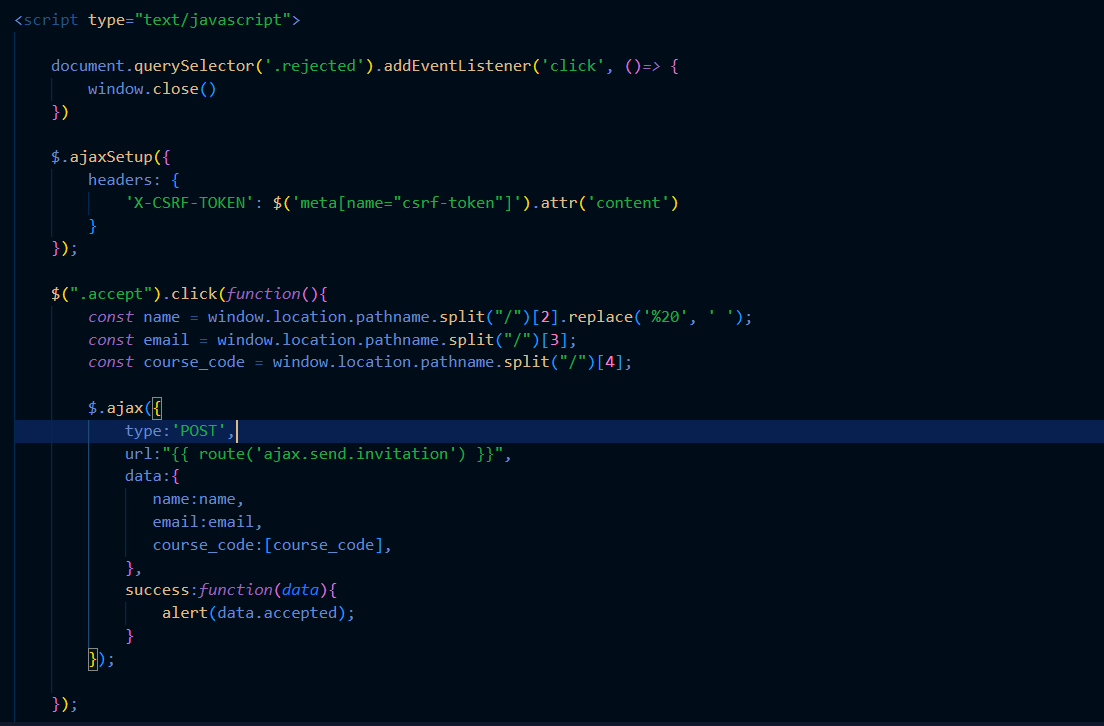 <script type="text/javascript">
document.querySelector('.rejected').addEventListener('click', ()=> {
window.close()
})
$.ajaxSetup({
headers: {
'X-CSRF-TOKEN': $('meta[name="csrf-token"]').attr('content')
}
});
$(".accept").click(function(){
const name = window.location.pathname.split("/")[2].replace('%20', ' ');
const email = window.location.pathname.split("/")[3];
const course_code = window.location.pathname.split("/")[4];
$.ajax({
type:'POST',
url:"{{ route('ajax.send.invitation') }}",
data:{
name:name,
email:email,
course_code:[course_code],
},
success:function(data){
alert(data.accepted);
}
});
});